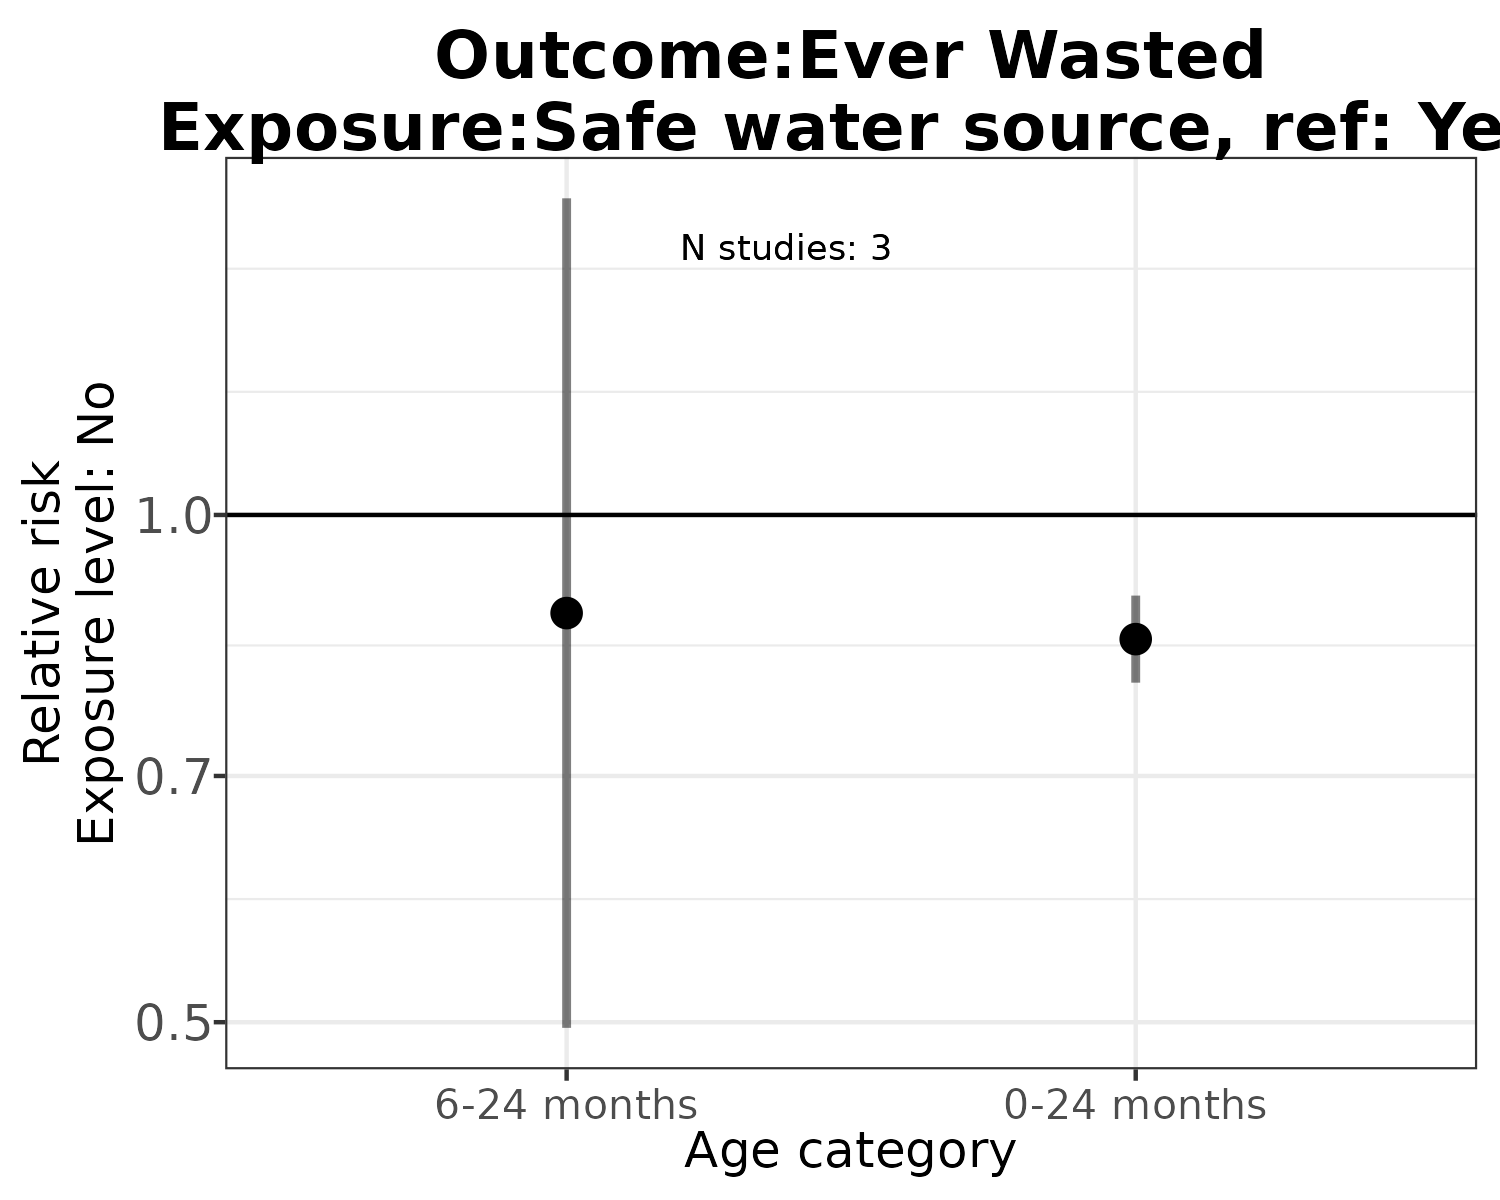 Outcome:Ever Wasted
Exposure:Safe water source, ref: Ye
N studies: 3
Relative risk
Exposure level: No
1.0
0.7
0.5
6-24 months
0-24 months
Age category